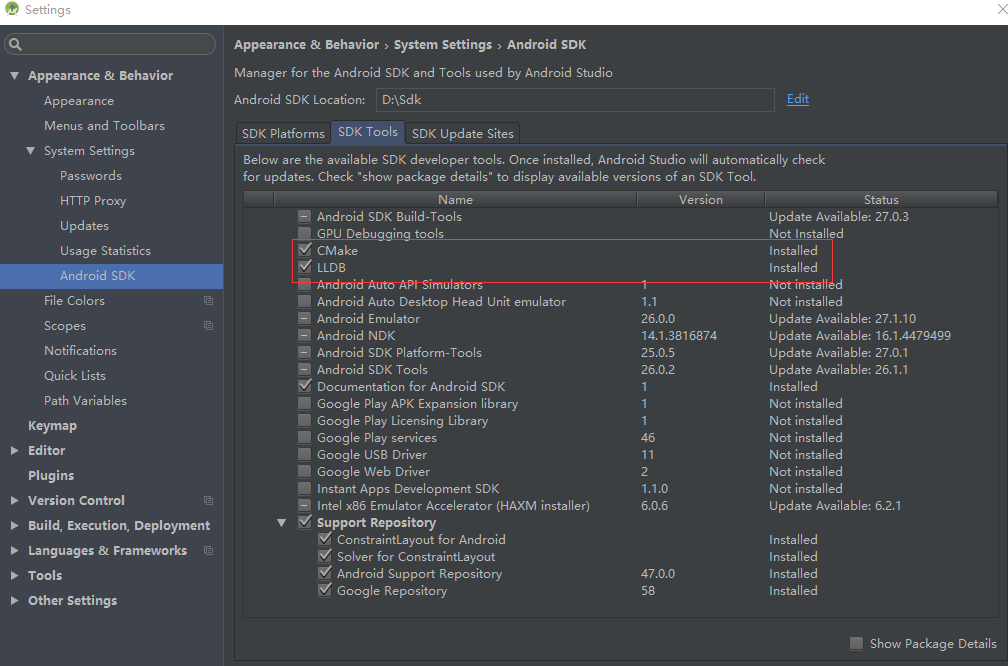 Settings
Appearance & Behavior
Appearance
Menus and Toolbars
System Settings
Passwords
HTTP Proxy
Updates
Usage Statistics
Android SDK
File Colors
Scopes
Notifications
Quick Lists
Path Variables
Keymap
Editor
Plugins
Version Control
Build, Execution, Deployment
Languages & Frameworks
Tools
Other Settings
Appearance & Behavior › System Settings › Android SDK
Manager for the Android SDK and Tools used by Android Studio
Android SDK Location: D:\Sdk Edit
SDK Platforms SDK Tools SDK Update Sites
Below are the available SDK developer tools. Once installed, Android Studio will automatically check
for updates. Check "show package details" to display available versions of an SDK Tool.
Name Version Status
Android SDK Build-Tools Update Available: 27.0.3
GPU Debugging tools Not Installed
CMake Installed
LLDB Installed
Android Auto API Simulators 1 Not installed
Android Auto Desktop Head Unit emulator 1.1 Not installed
Android Emulator 26.0.0 Update Available: 27.1.10
Android NDK 14.1.3816874 Update Available: 16.1.4479499
Android SDK Platform-Tools 25.0.5 Update Available: 27.0.1
Android SDK Tools 26.0.2 Update Available: 26.1.1
Documentation for Android SDK 1 Installed
Google Play APK Expansion library 1 Not installed
Google Play Licensing Library 1 Not installed
Google Play services 46 Not installed
Google USB Driver 11 Not installed
Google Web Driver 2 Not installed
Instant Apps Development SDK 1.1.0 Not installed
Intel x86 Emulator Accelerator (HAXM installer) 6.0.6 Update Available: 6.2.1
Support Repository
ConstraintLayout for Android Installed
Solver for ConstraintLayout Installed
Android Support Repository 47.0.0 Installed
Google Repository 58 Installed
Show Package Details